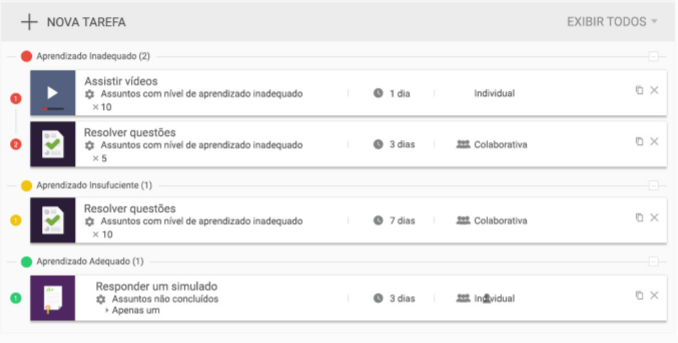 NOVA TAREFA EXIBIR TODOS
Aprendizado Inadequado (2)
Assistir vídeos
1 Assuntos com nível de aprendizado inadequado 1 dia Individual
× 10
Resolver questões
2 Assuntos com nível de aprendizado inadequado 3 dias Colaborativa
× 5
Aprendizado Insufuciente (1)
Resolver questões
1 Assuntos com nível de aprendizado inadequado 7 dias Colaborativa
× 10
Aprendizado Adequado (1)
Responder um simulado
1 Assuntos não concluídos 3 dias Individual
Apenas um